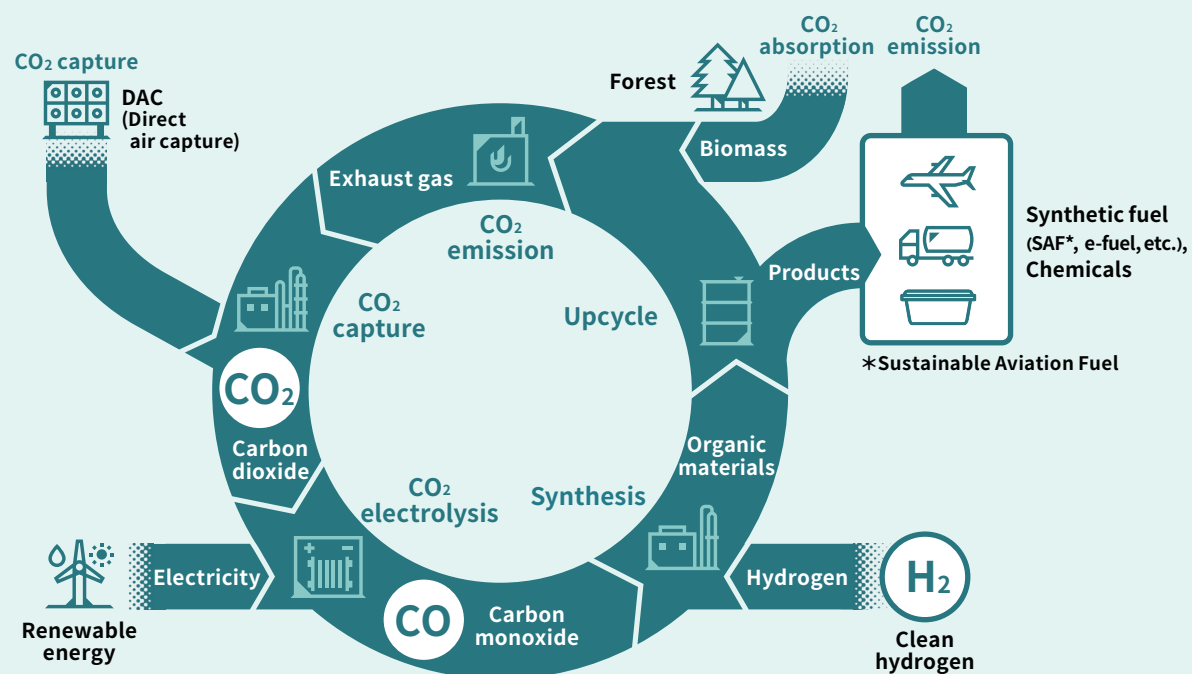 CO₂ capture
DAC
(Direct
air capture)
Forest
CO₂
absorption
CO₂
emission
Biomass
Exhaust gas
CO₂
emission
CO₂
capture
Upcycle
Products
Synthetic fuel
(SAF*, e-fuel, etc.),
Chemicals
*Sustainable Aviation Fuel
CO₂
Carbon
dioxide
CO₂
electrolysis
Synthesis
Organic
materials
+ −
Electricity
Renewable
energy
CO
Carbon
monoxide
Hydrogen
H₂
Clean
hydrogen